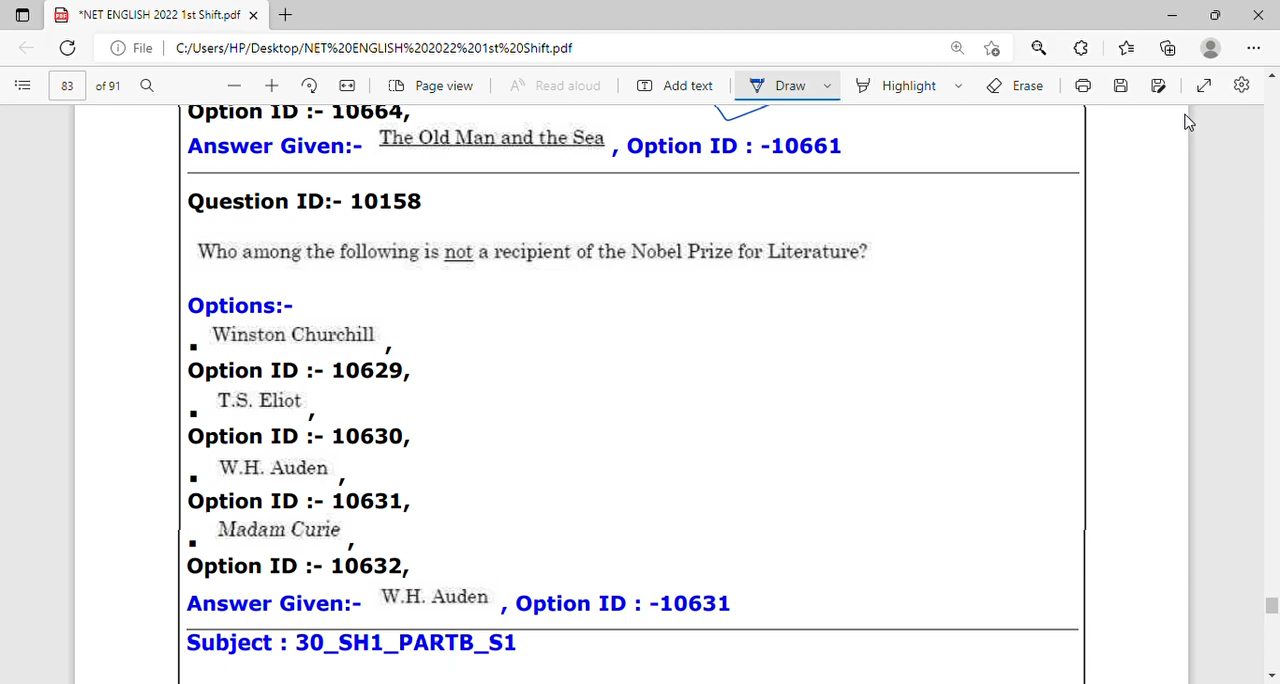 *NET ENGLISH 2022 1st Shift.pdf
File C:/Users/HP/Desktop/NET%20ENGLISH%202022%201st%20Shift.pdf
83 of 91 Page view Read aloud Add text Draw Highlight Erase
Option ID :- 10664,
Answer Given:- The Old Man and the Sea , Option ID : -10661
Question ID:- 10158
Who among the following is not a recipient of the Nobel Prize for Literature?
Options:-
Winston Churchill ,
Option ID :- 10629,
T.S. Eliot ,
Option ID :- 10630,
W.H. Auden ,
Option ID :- 10631,
Madam Curie ,
Option ID :- 10632,
Answer Given:- W.H. Auden , Option ID : -10631
Subject : 30_SH1_PARTB_S1